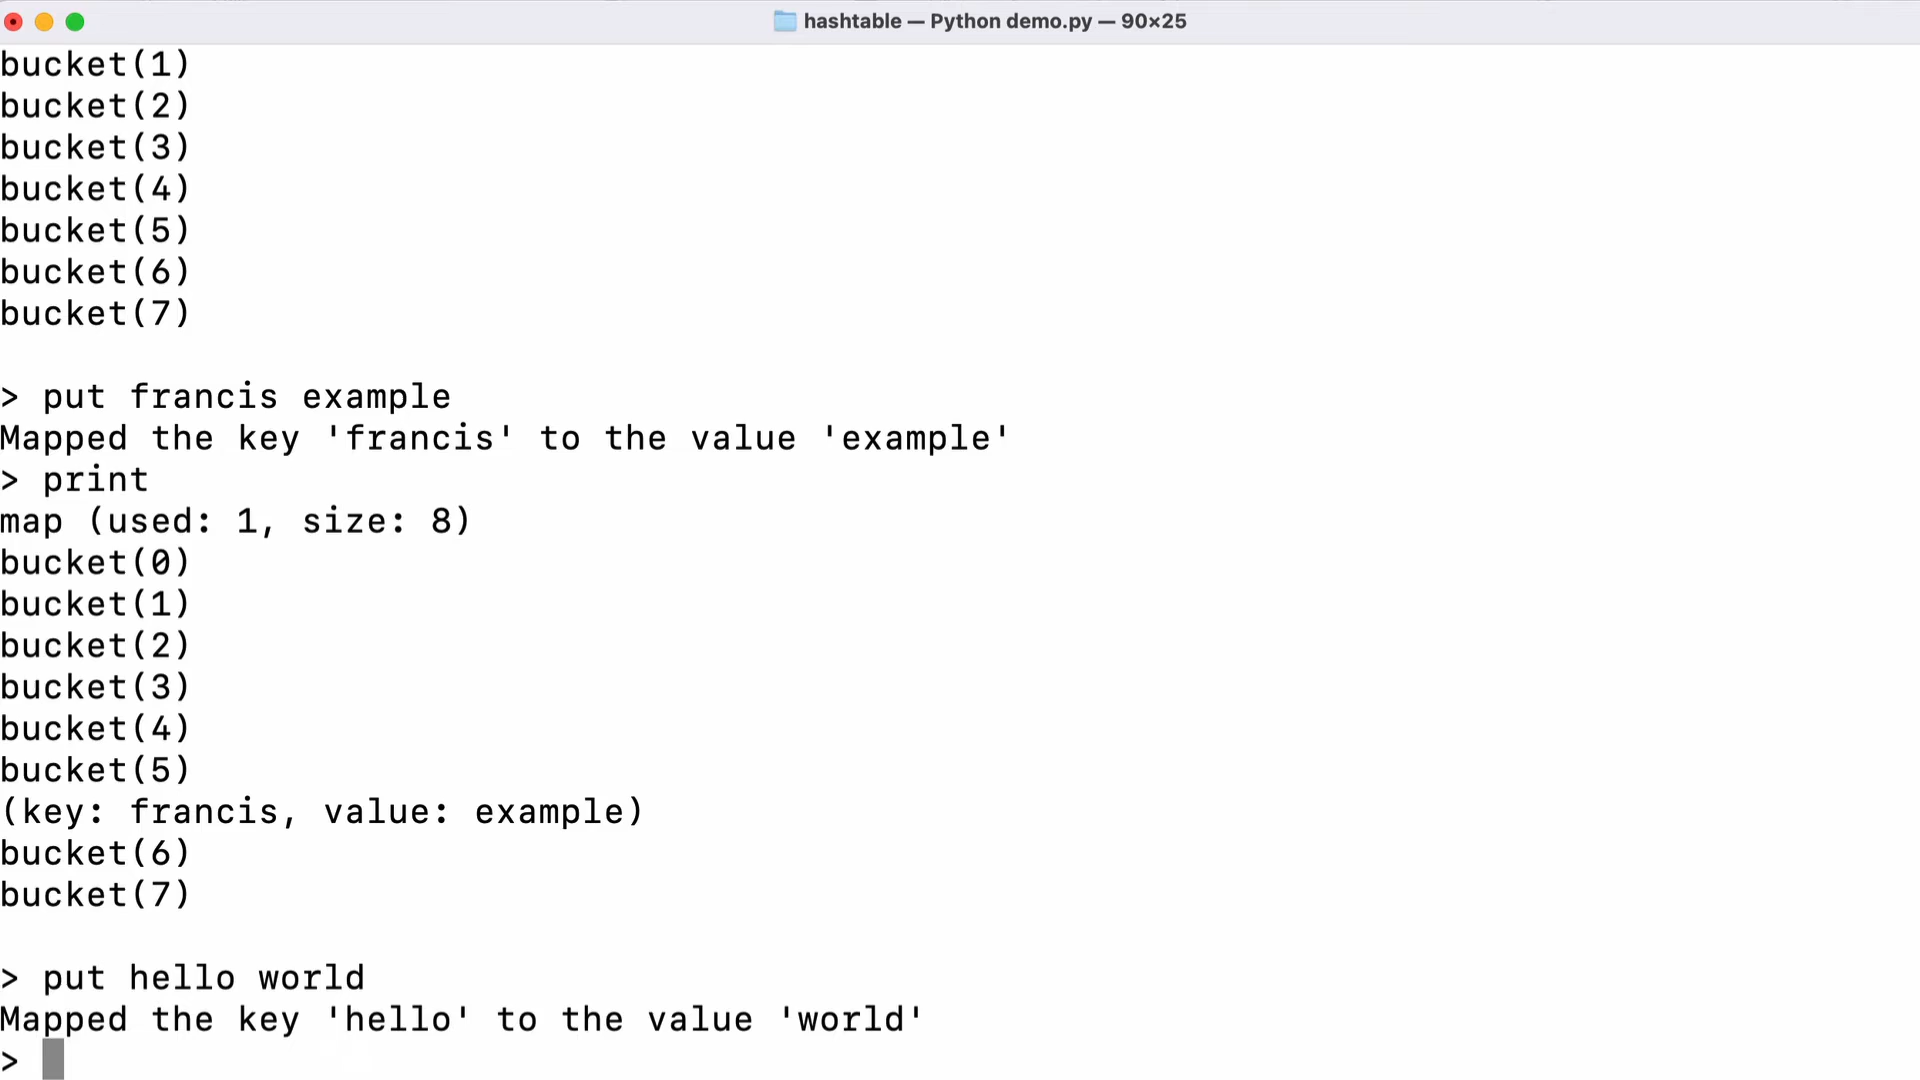 hashtable — Python demo.py — 90×25
bucket(1)
bucket(2)
bucket(3)
bucket(4)
bucket(5)
bucket(6)
bucket(7)
> put francis example
Mapped the key 'francis' to the value 'example'
> print
map (used: 1, size: 8)
bucket(0)
bucket(1)
bucket(2)
bucket(3)
bucket(4)
bucket(5)
(key: francis, value: example)
bucket(6)
bucket(7)
> put hello world
Mapped the key 'hello' to the value 'world'
>